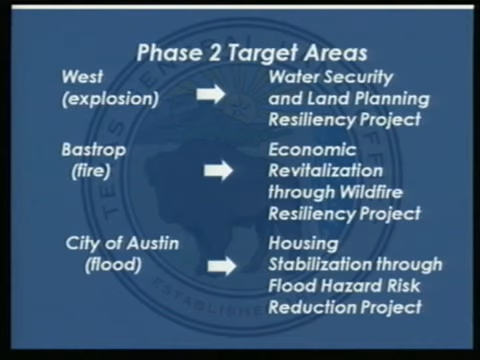 Phase 2 Target Areas
West
(explosion)
Water Security
and Land Planning
Resiliency Project
Bastrop
(fire)
Economic
Revitalization
through Wildfire
Resiliency Project
City of Austin
(flood)
Housing
Stabilization through
Flood Hazard Risk
Reduction Project